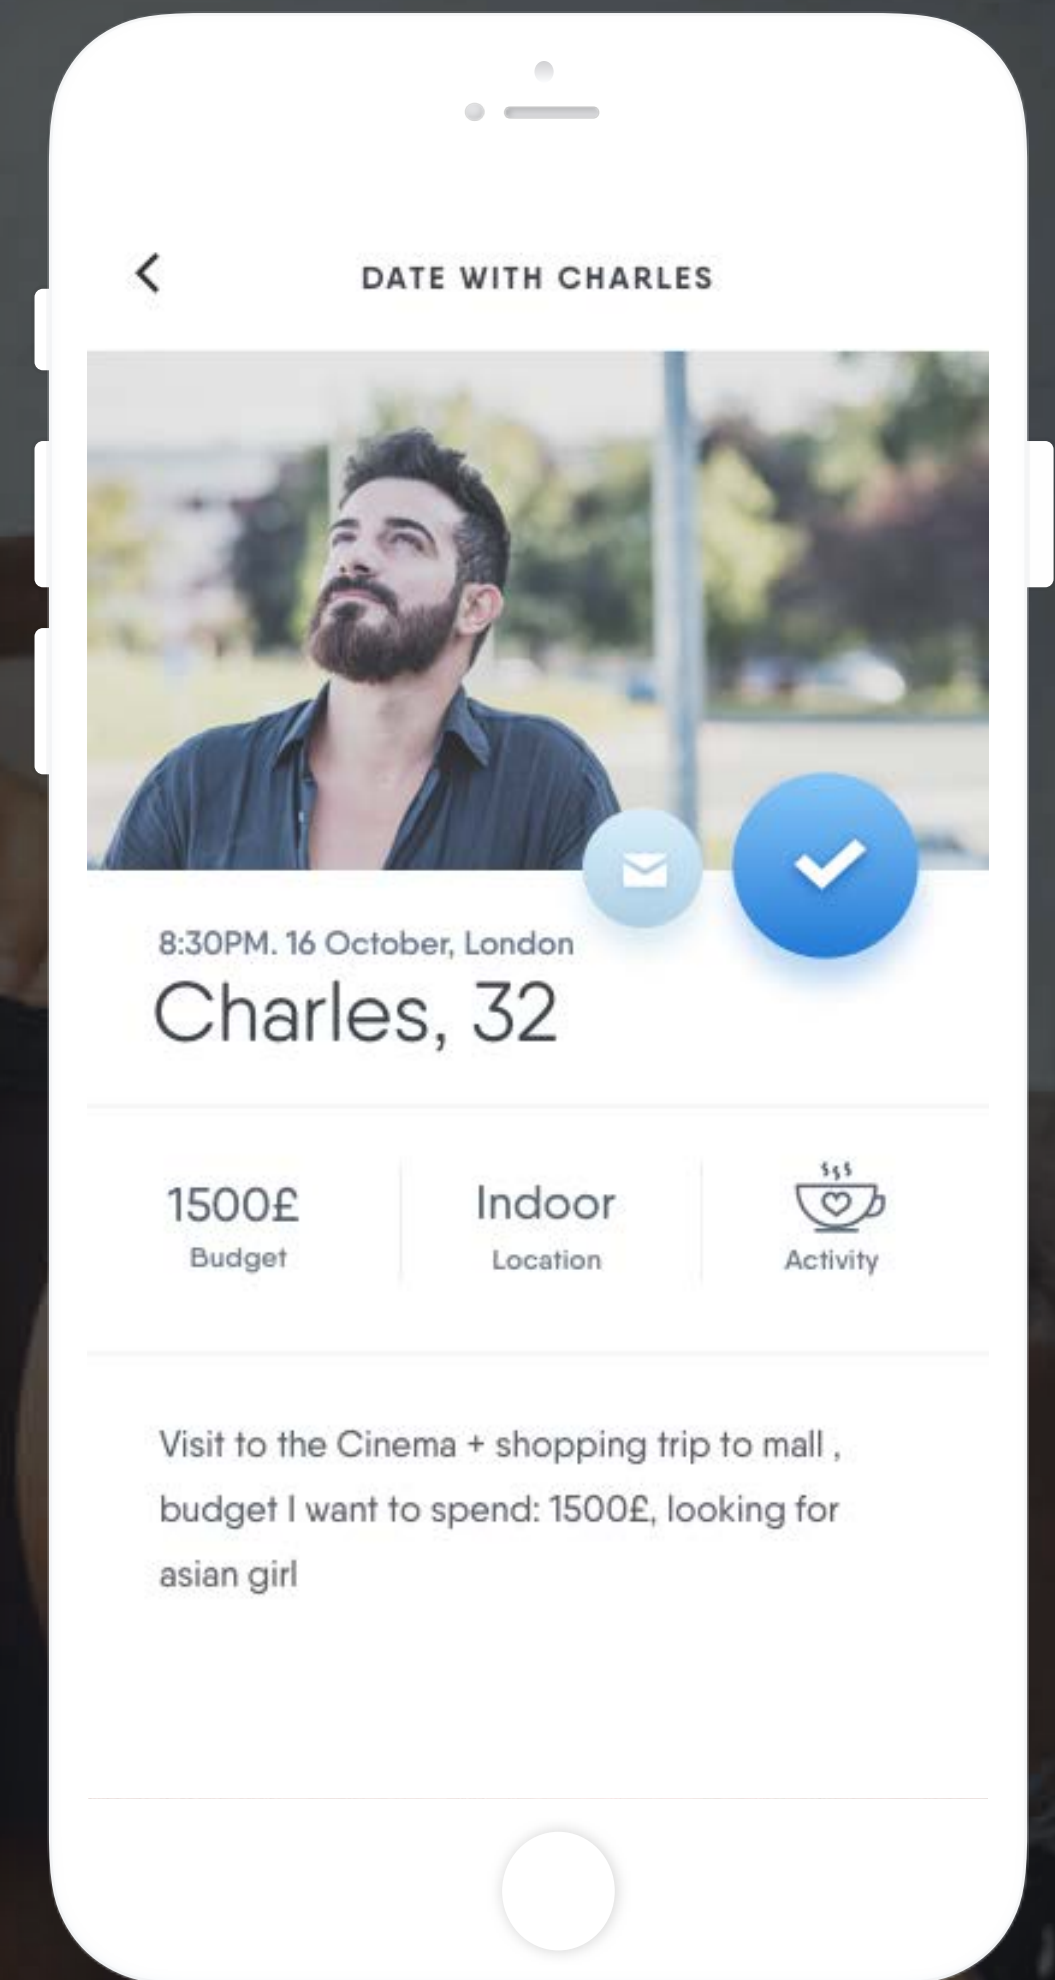 DATE WITH CHARLES
8:30PM. 16 October, London
Charles, 32
1500£
Budget
Indoor
Location
$$$
Activity
Visit to the Cinema + shopping trip to mall ,
budget I want to spend: 1500£, looking for
asian girl